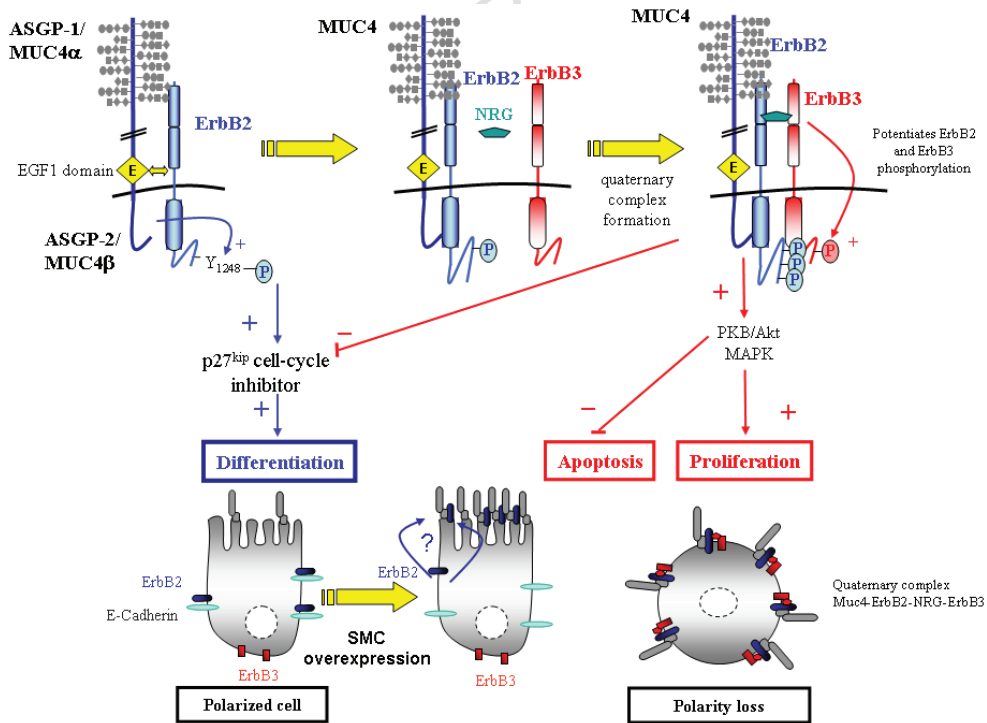 ASGP-1/
MUC4α
MUC4
MUC4
ErbB2
ErbB2
ErbB3
ErbB2
ErbB3
NRG
Potentiates ErbB2
and ErbB3
phosphorylation
EGF1 domain
E
E
E
quaternary
complex
formation
ASGP-2/
MUC4β
+
Y1248
P
P
P
P
P
P
+
+
+
–
PKB/Akt
MAPK
p27kip cell-cycle
inhibitor
+
–
+
Differentiation
Apoptosis
Proliferation
?
ErbB2
ErbB2
E-Cadherin
Quaternary complex
Muc4-ErbB2-NRG-ErbB3
SMC
overexpression
ErbB3
ErbB3
Polarized cell
Polarity loss